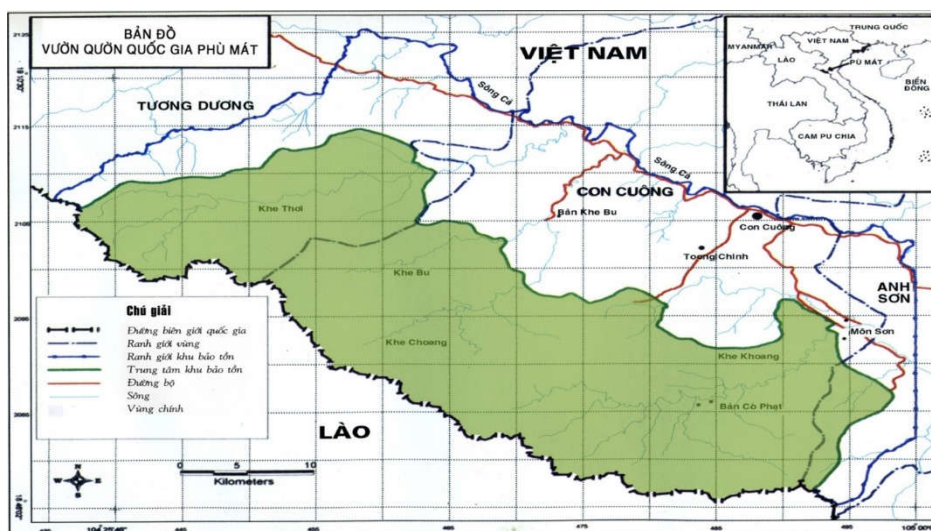 BẢN ĐỒ
VƯỜN QUỜN QUỐC GIA PHÙ MÁT
VIỆT NAM
TRUNG QUỐC
VIỆT NAM
MYANMAR
LÀO
PÙ MÁT
BIỂN
ĐÔNG
THÁI LAN
CAM PU CHIA
TƯƠNG DƯƠNG
Sông Cả
Sông Cả
CON CUÔNG
Bản Khe Bu
Con Cuông
Khe Thơi
Khe Bu
Khe Choang
Khe Khoang
Môn Sơn
ANH
SƠN
Bản Cò Phạt
LÀO
Chú giải
Đường biên giới quốc gia
Ranh giới vùng
Ranh giới khu bảo tồn
Trung tâm khu bảo tồn
Đường bộ
Sông
Vùng chính
N
W
E
S
0 5 10
Kilometers
2125
2115
475